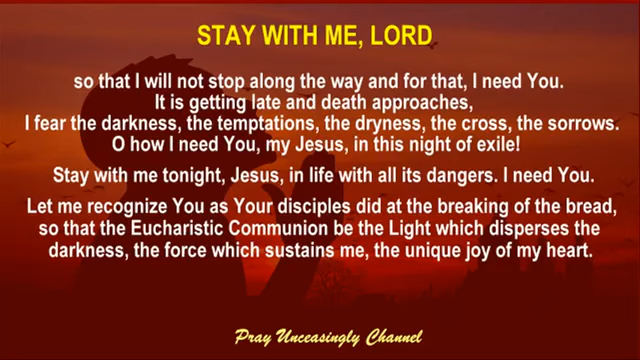 STAY WITH ME, LORD
so that I will not stop along the way and for that, I need You.
It is getting late and death approaches,
I fear the darkness, the temptations, the dryness, the cross, the sorrows.
O how I need You, my Jesus, in this night of exile!
Stay with me tonight, Jesus, in life with all its dangers. I need You.
Let me recognize You as Your disciples did at the breaking of the bread,
so that the Eucharistic Communion be the Light which disperses the
darkness, the force which sustains me, the unique joy of my heart.
Pray Unceasingly Channel